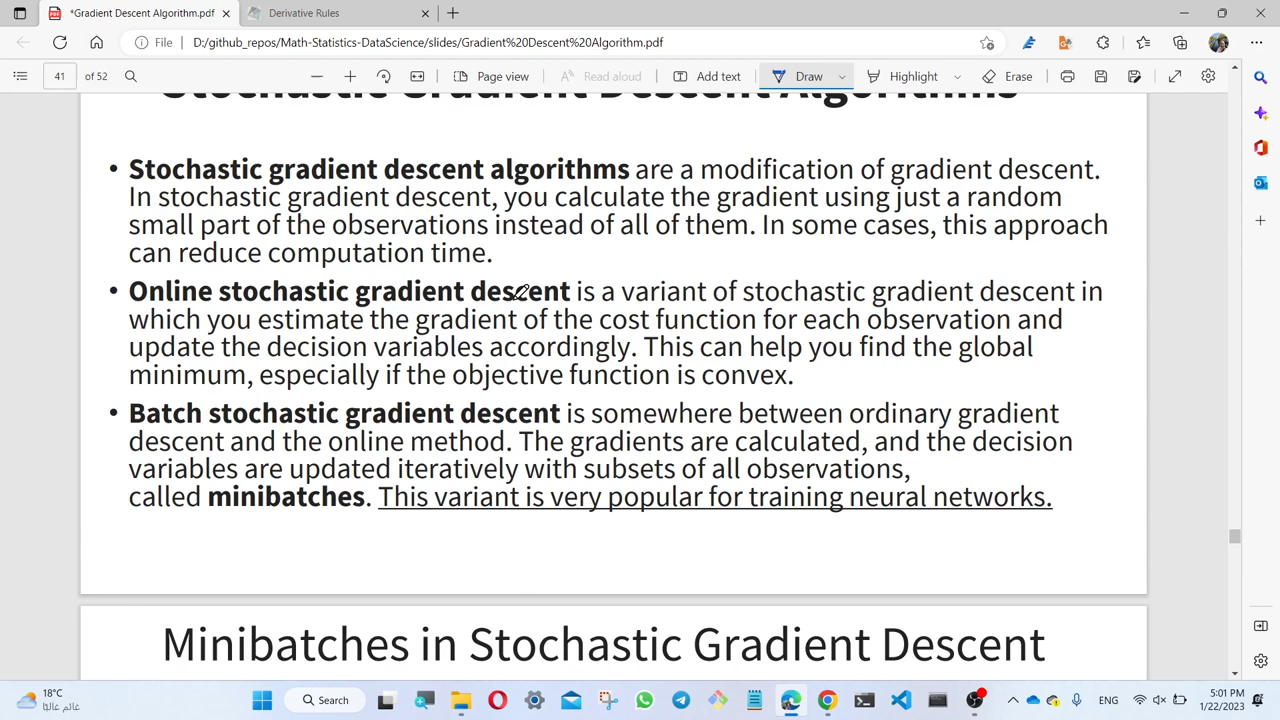 *Gradient Descent Algorithm.pdf
Derivative Rules
File D:/github_repos/Math-Statistics-DataScience/slides/Gradient%20Descent%20Algorithm.pdf
41 of 52 Page view Read aloud Add text Draw Highlight Erase
Stochastic Gradient Descent Algorithms
• Stochastic gradient descent algorithms are a modification of gradient descent.
In stochastic gradient descent, you calculate the gradient using just a random
small part of the observations instead of all of them. In some cases, this approach
can reduce computation time.
• Online stochastic gradient descent is a variant of stochastic gradient descent in
which you estimate the gradient of the cost function for each observation and
update the decision variables accordingly. This can help you find the global
minimum, especially if the objective function is convex.
• Batch stochastic gradient descent is somewhere between ordinary gradient
descent and the online method. The gradients are calculated, and the decision
variables are updated iteratively with subsets of all observations,
called minibatches. This variant is very popular for training neural networks.
Minibatches in Stochastic Gradient Descent
18°C
غائم غالبًا
Search
ENG
5:01 PM
1/22/2023